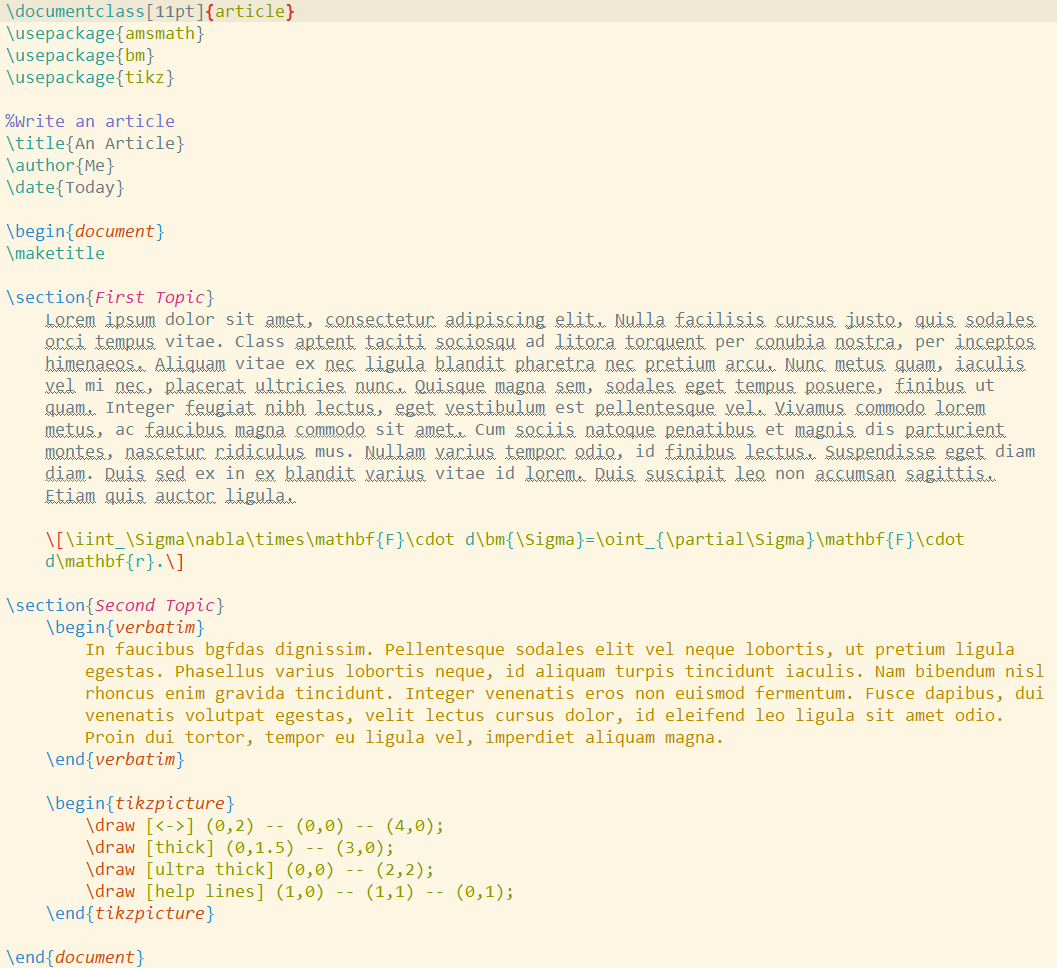 \documentclass[11pt]{article}
\usepackage{amsmath}
\usepackage{bm}
\usepackage{tikz}
%Write an article
\title{An Article}
\author{Me}
\date{Today}
\begin{document}
\maketitle
\section{First Topic}
Lorem ipsum dolor sit amet, consectetur adipiscing elit. Nulla facilisis cursus justo, quis sodales
orci tempus vitae. Class aptent taciti sociosqu ad litora torquent per conubia nostra, per inceptos
himenaeos. Aliquam vitae ex nec ligula blandit pharetra nec pretium arcu. Nunc metus quam, iaculis
vel mi nec, placerat ultricies nunc. Quisque magna sem, sodales eget tempus posuere, finibus ut
quam. Integer feugiat nibh lectus, eget vestibulum est pellentesque vel. Vivamus commodo lorem
metus, ac faucibus magna commodo sit amet. Cum sociis natoque penatibus et magnis dis parturient
montes, nascetur ridiculus mus. Nullam varius tempor odio, id finibus lectus. Suspendisse eget diam
diam. Duis sed ex in ex blandit varius vitae id lorem. Duis suscipit leo non accumsan sagittis.
Etiam quis auctor ligula.
\[\iint_\Sigma\nabla\times\mathbf{F}\cdot d\bm{\Sigma}=\oint_{\partial\Sigma}\mathbf{F}\cdot
d\mathbf{r}.\]
\section{Second Topic}
\begin{verbatim}
In faucibus bgfdas dignissim. Pellentesque sodales elit vel neque lobortis, ut pretium ligula
egestas. Phasellus varius lobortis neque, id aliquam turpis tincidunt iaculis. Nam bibendum nisl
rhoncus enim gravida tincidunt. Integer venenatis eros non euismod fermentum. Fusce dapibus, dui
venenatis volutpat egestas, velit lectus cursus dolor, id eleifend leo ligula sit amet odio.
Proin dui tortor, tempor eu ligula vel, imperdiet aliquam magna.
\end{verbatim}
\begin{tikzpicture}
\draw [<->] (0,2) -- (0,0) -- (4,0);
\draw [thick] (0,1.5) -- (3,0);
\draw [ultra thick] (0,0) -- (2,2);
\draw [help lines] (1,0) -- (1,1) -- (0,1);
\end{tikzpicture}
\end{document}